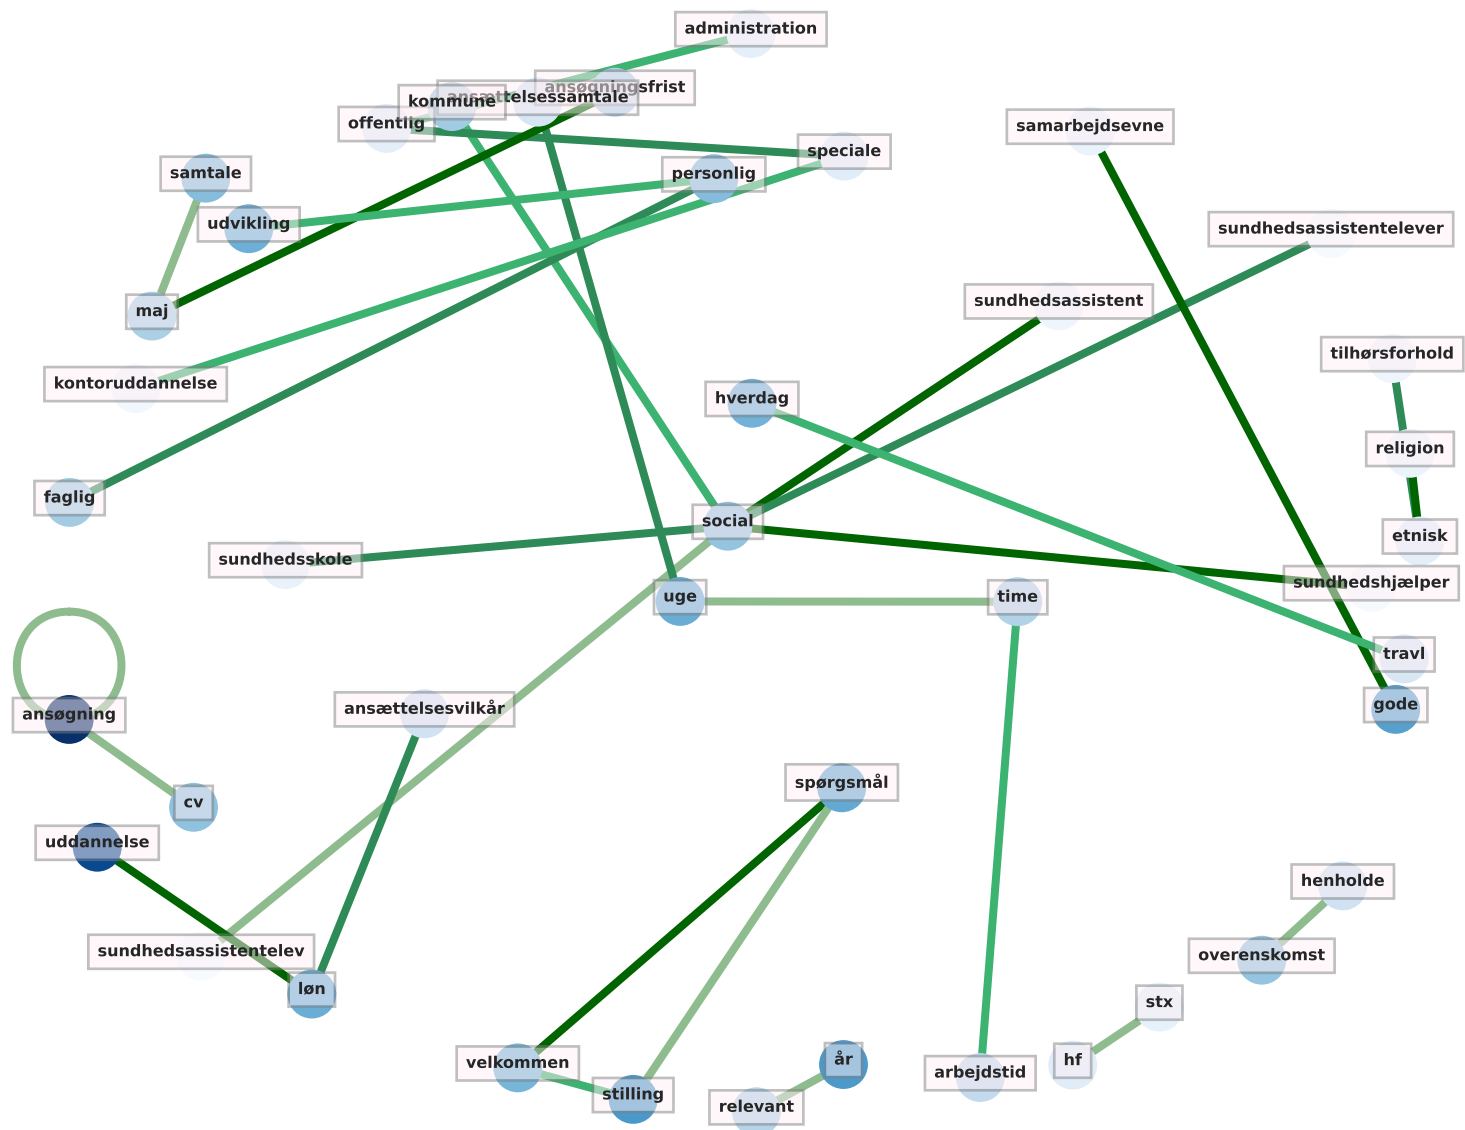 administration
ansøgningsfrist
ansættelsessamtale
kommune
offentlig
samarbejdsevne
speciale
samtale
personlig
udvikling
sundhedsassistentelever
sundhedsassistent
maj
tilhørsforhold
kontoruddannelse
hverdag
religion
faglig
social
etnisk
sundhedsskole
sundhedshjælper
uge
time
travl
gode
ansøgning
ansættelsesvilkår
spørgsmål
cv
uddannelse
henholde
sundhedsassistentelev
overenskomst
løn
stx
velkommen
år
hf
arbejdstid
stilling
relevant